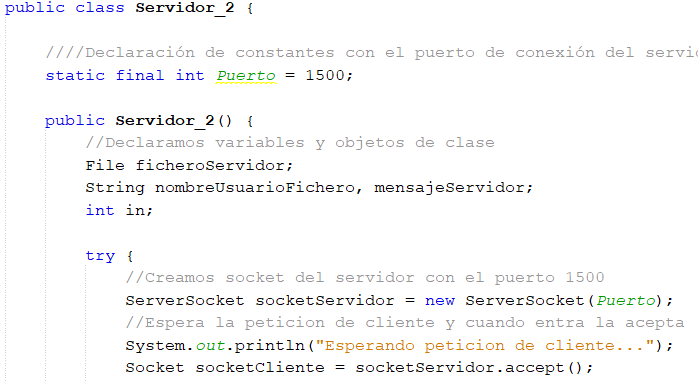 public class Servidor_2 {
////Declaración de constantes con el puerto de conexión del
static final int Puerto = 1500;
public Servidor_2() {
//Declaramos variables y objetos de clase
File ficheroServidor;
String nombreUsuarioFichero, mensajeServidor;
int in;
try {
//Creamos socket del servidor con el puerto 1500
ServerSocket socketServidor = new ServerSocket(Puerto);
//Espera la peticion de cliente y cuando entra la acepta
System.out.println("Esperando peticion de cliente...");
Socket socketCliente = socketServidor.accept();